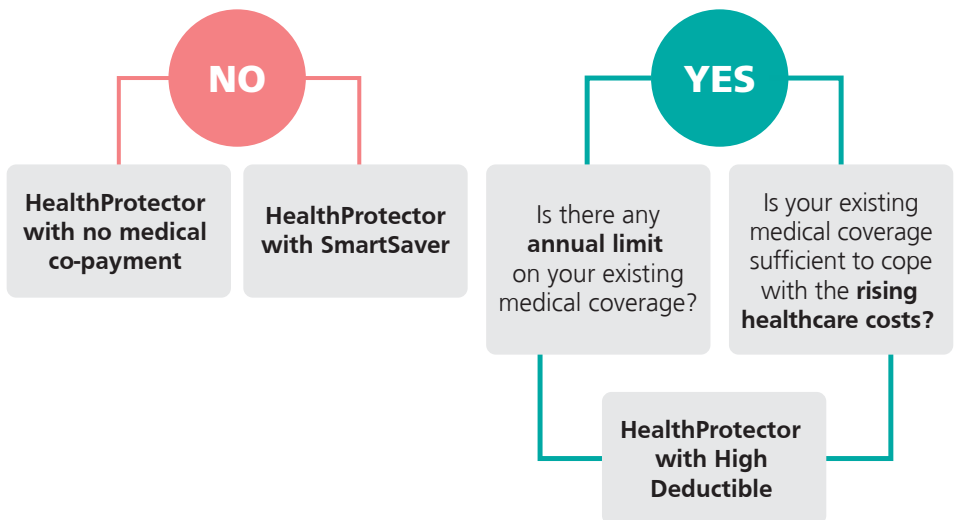 NO
HealthProtector
with no medical
co-payment
HealthProtector
with SmartSaver
YES
Is there any
annual limit
on your existing
medical coverage?
Is your existing
medical coverage
sufficient to cope
with the rising
healthcare costs?
HealthProtector
with High
Deductible